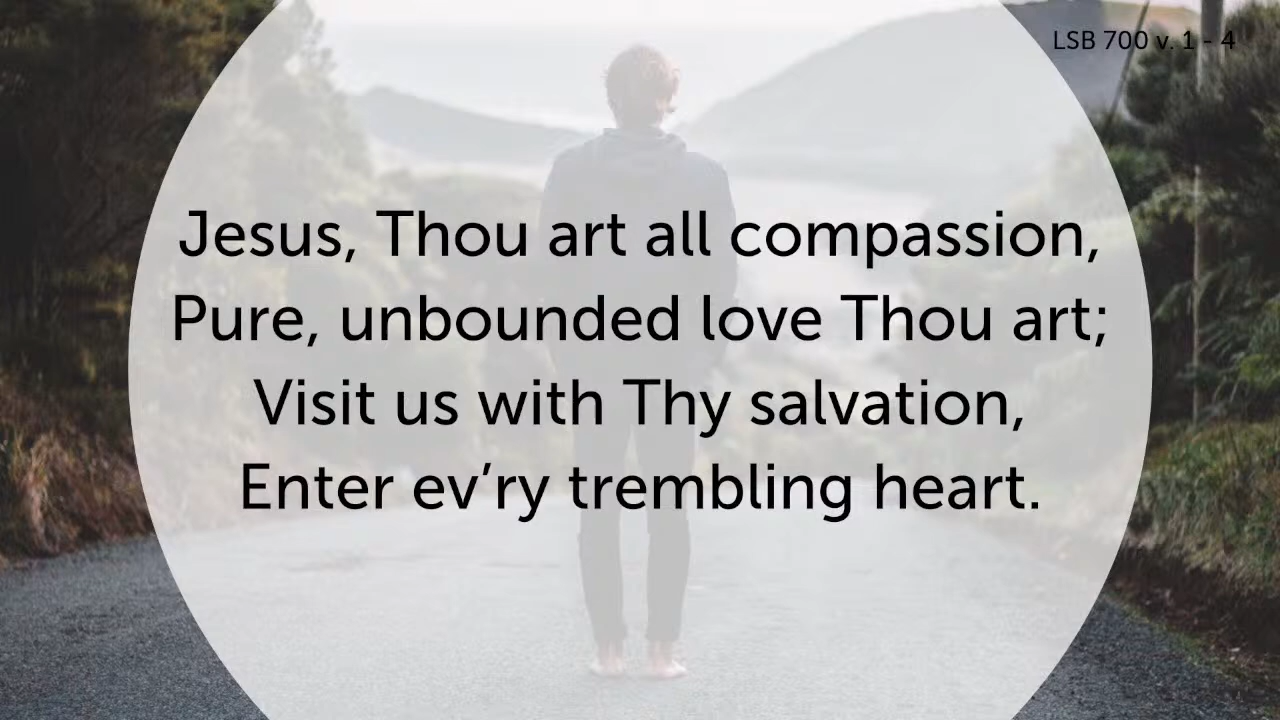 LSB 700 v. 1 - 4
Jesus, Thou art all compassion,
Pure, unbounded love Thou art;
Visit us with Thy salvation,
Enter ev’ry trembling heart.